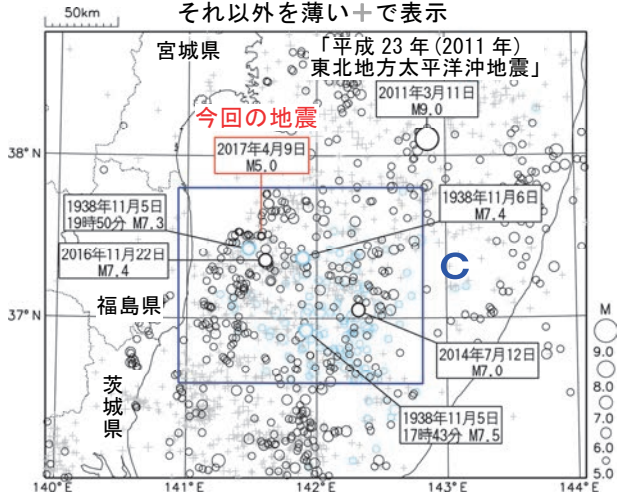 50km
それ以外を薄い＋で表示
宮城県
「平成 23 年 (2011 年)
東北地方太平洋沖地震」
2011年3月11日
M9.0
今回の地震
2017年4月9日
M5.0
38°N
1938年11月5日
19時50分 M7.3
1938年11月6日
M7.4
2016年11月22日
M7.4
C
37°N
福島県
2014年7月12日
M7.0
茨城県
1938年11月5日
17時43分 M7.5
M
9.0
8.0
7.0
6.0
5.0
140°E
141°E
142°E
143°E
144°E